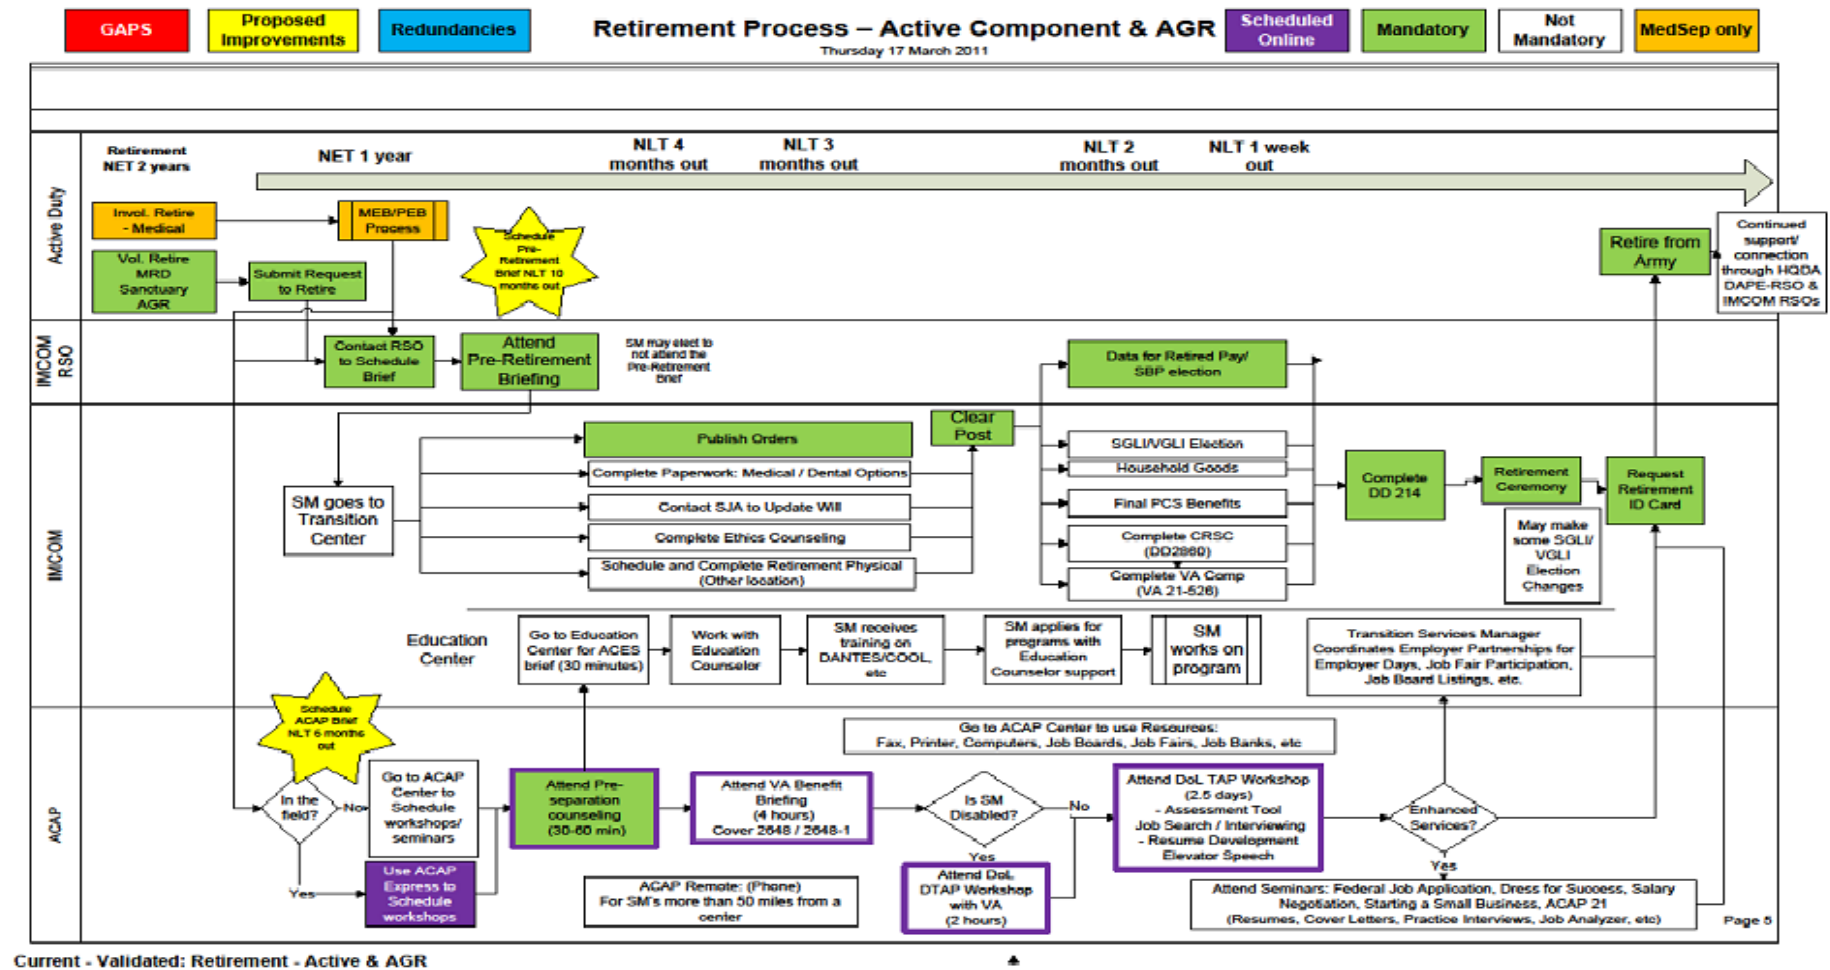 GAPS
Proposed
Improvements
Redundancies
Retirement Process – Active Component & AGR
Thursday 17 March 2011
Scheduled
Online
Mandatory
Not
Mandatory
MedSep only
Retirement
NET 2 years
NET 1 year
NLT 4
months out
NLT 3
months out
NLT 2
months out
NLT 1 week
out
Active Duty
Invol. Retire
- Medical
MEB/PEB
Process
Vol. Retire
MRD
Sanctuary
AGR
Submit Request
to Retire
Schedule
Pre-
Retirement
Brief NLT 10
months out
Retire from
Army
Continued
support/
connection
through HQDA
DAPE-RSO &
IMCOM RSOs
IMCOM
RSO
Contact RSO
to Schedule
Brief
Attend
Pre-Retirement
Briefing
SM may elect to
not attend the
Pre-Retirement
Brief
Data for Retired Pay/
SBP election
IMCOM
SM goes to
Transition
Center
Publish Orders
Complete Paperwork: Medical / Dental Options
Contact SJA to Update Will
Complete Ethics Counseling
Schedule and Complete Retirement Physical
(Other location)
Clear
Post
SGLI/VGLI Election
Household Goods
Final PCS Benefits
Complete CRSC
(DD2860)
Complete VA Comp
(VA 21-526)
Complete
DD 214
Retirement
Ceremony
Request
Retirement
ID Card
May make
some SGLI/
VGLI
Election
Changes
Education
Center
Go to Education
Center for ACES
brief (30 minutes)
Work with
Education
Counselor
SM receives
training on
DANTES/COOL,
etc
SM applies for
programs with
Education
Counselor support
SM
works on
program
Transition Services Manager
Coordinates Employer Partnerships for
Employer Days, Job Fair Participation,
Job Board Listings, etc.
ACAP
Schedule
ACAP Brief
NLT 6 months
out
In the
field?
No
Yes
Go to ACAP
Center to
Schedule
workshops/
seminars
Use ACAP
Express to
Schedule
workshops
Attend Pre-
separation
counseling
(30-60 min)
Attend VA Benefit
Briefing
(4 hours)
Cover 2648 / 2648-1
Go to ACAP Center to use Resources:
Fax, Printer, Computers, Job Boards, Job Fairs, Job Banks, etc
Is SM
Disabled?
No
Yes
ACAP Remote: (Phone)
For SM's more than 50 miles from a
center
Attend DoL
DTAP Workshop
with VA
(2 hours)
Attend DoL TAP Workshop
(2.5 days)
- Assessment Tool
Job Search / Interviewing
- Resume Development
Elevator Speech
Enhanced
Services?
Yes
Attend Seminars: Federal Job Application, Dress for Success, Salary
Negotiation, Starting a Small Business, ACAP 21
(Resumes, Cover Letters, Practice Interviews, Job Analyzer, etc)
Page 5
Current - Validated: Retirement - Active & AGR